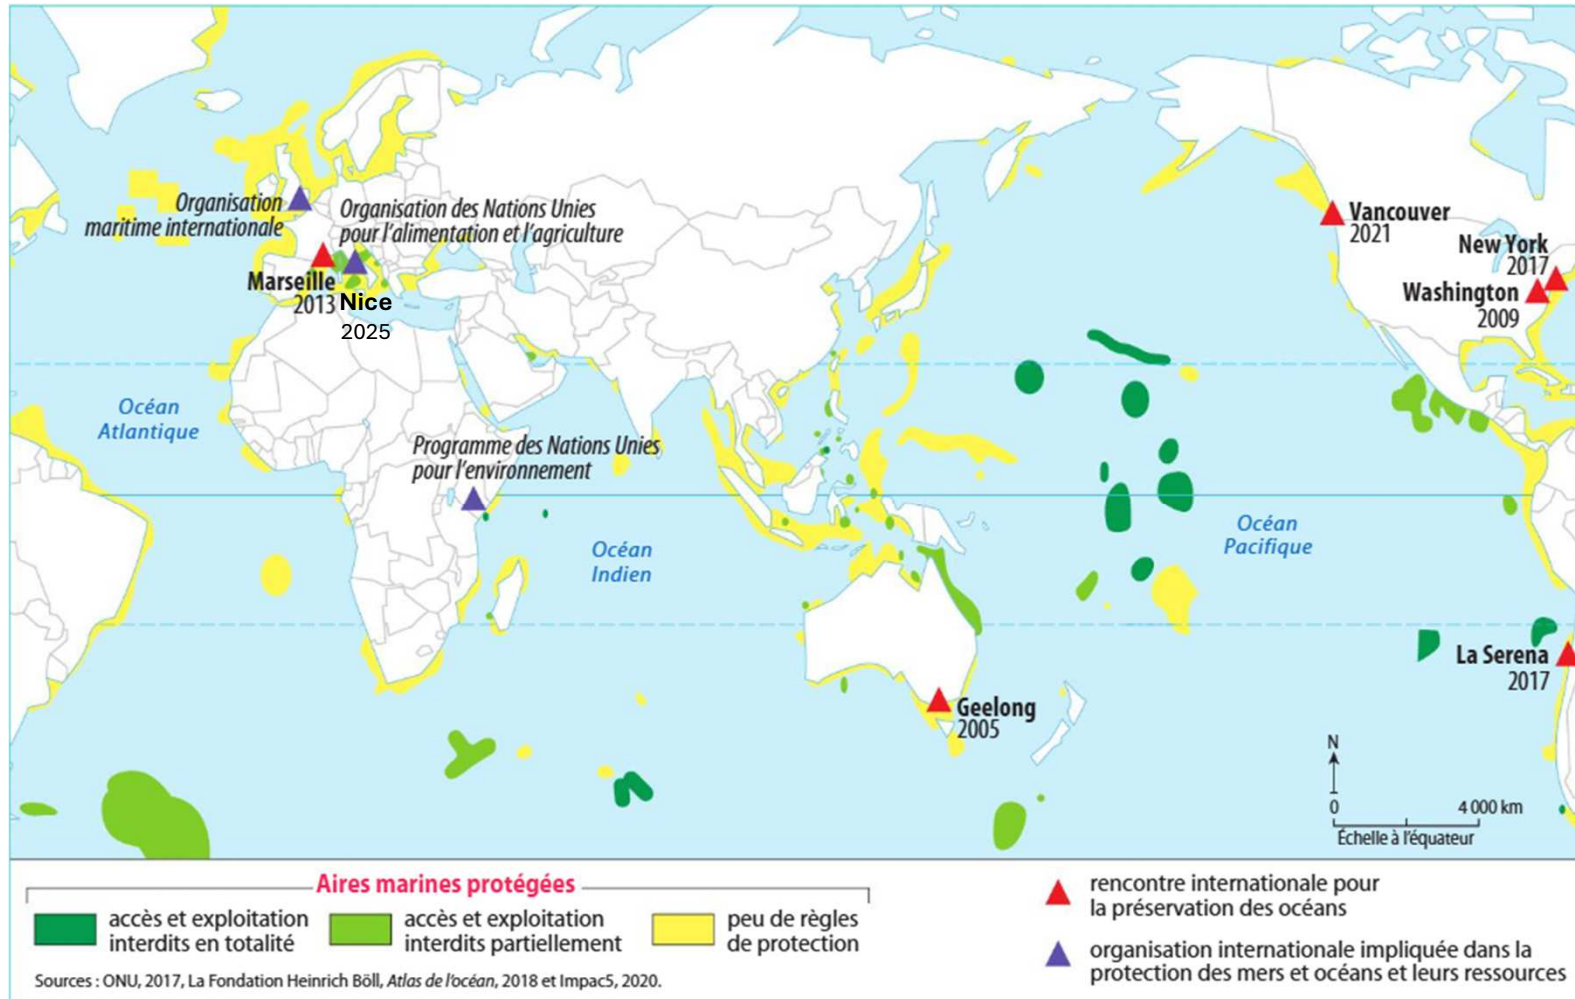 Organisation
maritime internationale
Organisation des Nations Unies
pour l'alimentation et l'agriculture
Marseille
2013
Nice
2025
Vancouver
2021
New York
2017
Washington
2009
Océan
Atlantique
Programme des Nations Unies
pour l'environnement
Océan
Indien
Océan
Pacifique
Geelong
2005
La Serena
2017
N
0 4 000 km
Échelle à l'équateur
Aires marines protégées
accès et exploitation
interdits en totalité
accès et exploitation
interdits partiellement
peu de règles
de protection
rencontre internationale pour
la préservation des océans
organisation internationale impliquée dans la
protection des mers et océans et leurs ressources
Sources : ONU, 2017, La Fondation Heinrich Böll, Atlas de l'océan, 2018 et Impac5, 2020.